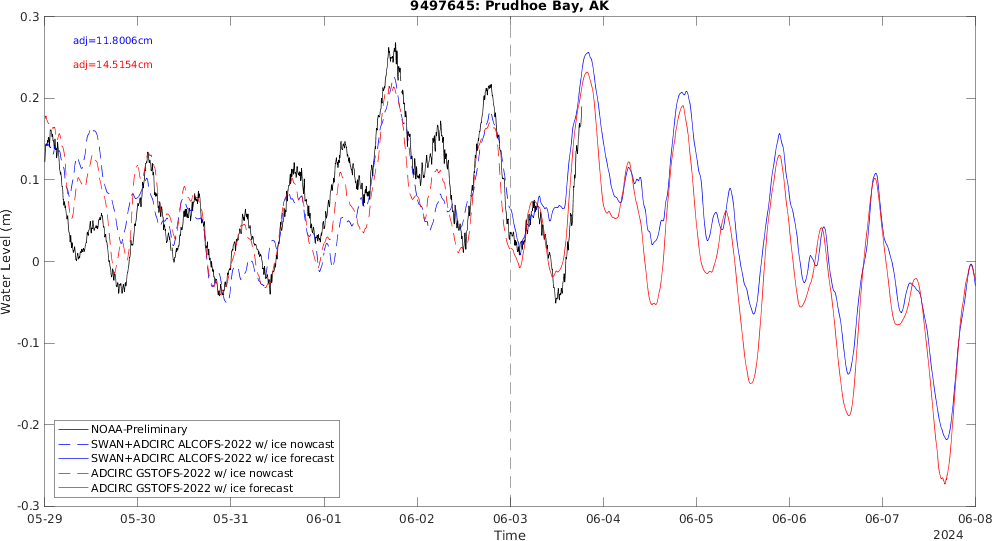 9497645: Prudhoe Bay, AK
adj=11.8006cm
adj=14.5154cm
0.3
0.2
0.1
0
-0.1
-0.2
-0.3
Water Level (m)
NOAA-Preliminary
SWAN+ADCIRC ALCOFS-2022 w/ ice nowcast
SWAN+ADCIRC ALCOFS-2022 w/ ice forecast
ADCIRC GSTOFS-2022 w/ ice nowcast
ADCIRC GSTOFS-2022 w/ ice forecast
05-29 05-30 05-31 06-01 06-02 06-03 06-04 06-05 06-06 06-07 06-08
Time
2024